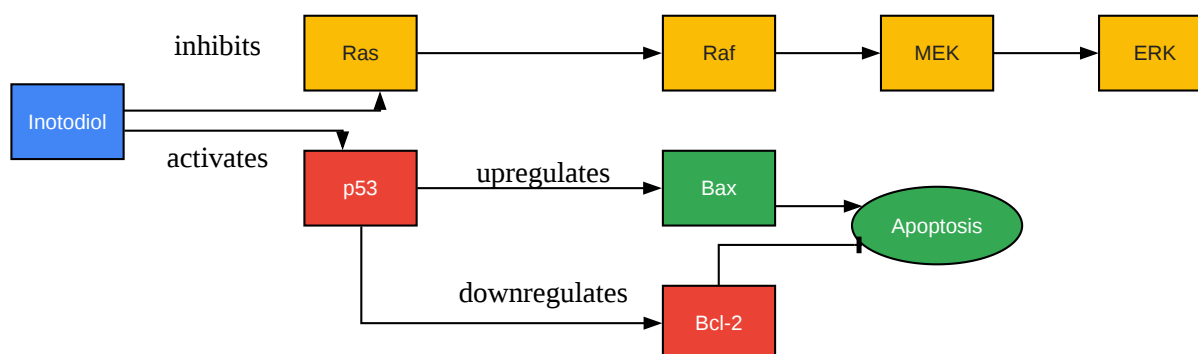 inhibits
Ras
Raf
MEK
ERK
Inotodiol
activates
p53
upregulates
Bax
Apoptosis
downregulates
Bcl-2